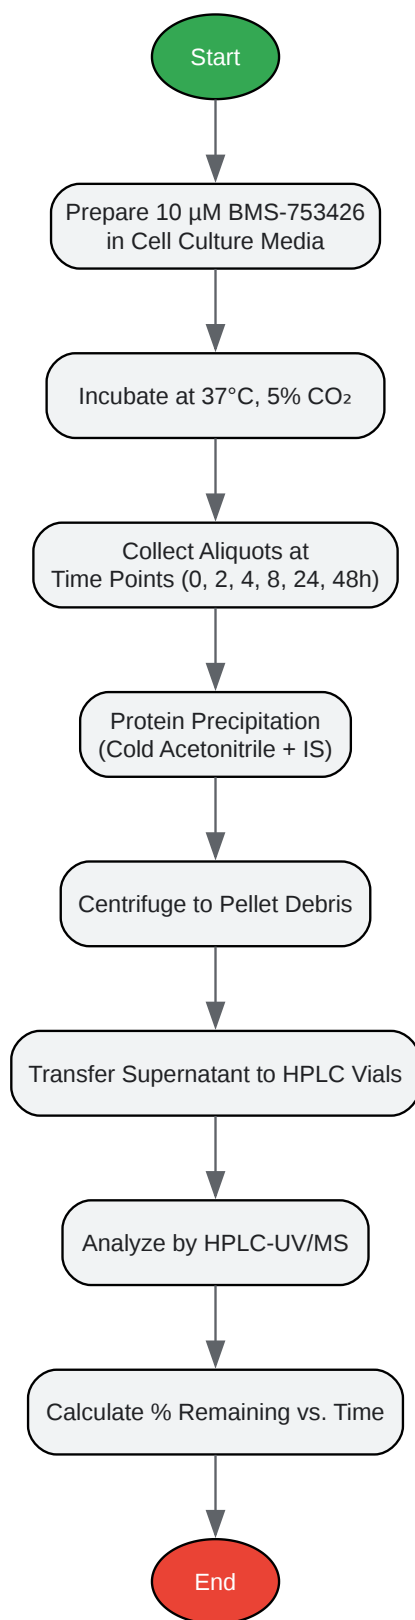 Start
Prepare 10 µM BMS-753426
in Cell Culture Media
Incubate at 37°C, 5% CO₂
Collect Aliquots at
Time Points (0, 2, 4, 8, 24, 48h)
Protein Precipitation
(Cold Acetonitrile + IS)
Centrifuge to Pellet Debris
Transfer Supernatant to HPLC Vials
Analyze by HPLC-UV/MS
Calculate % Remaining vs. Time
End